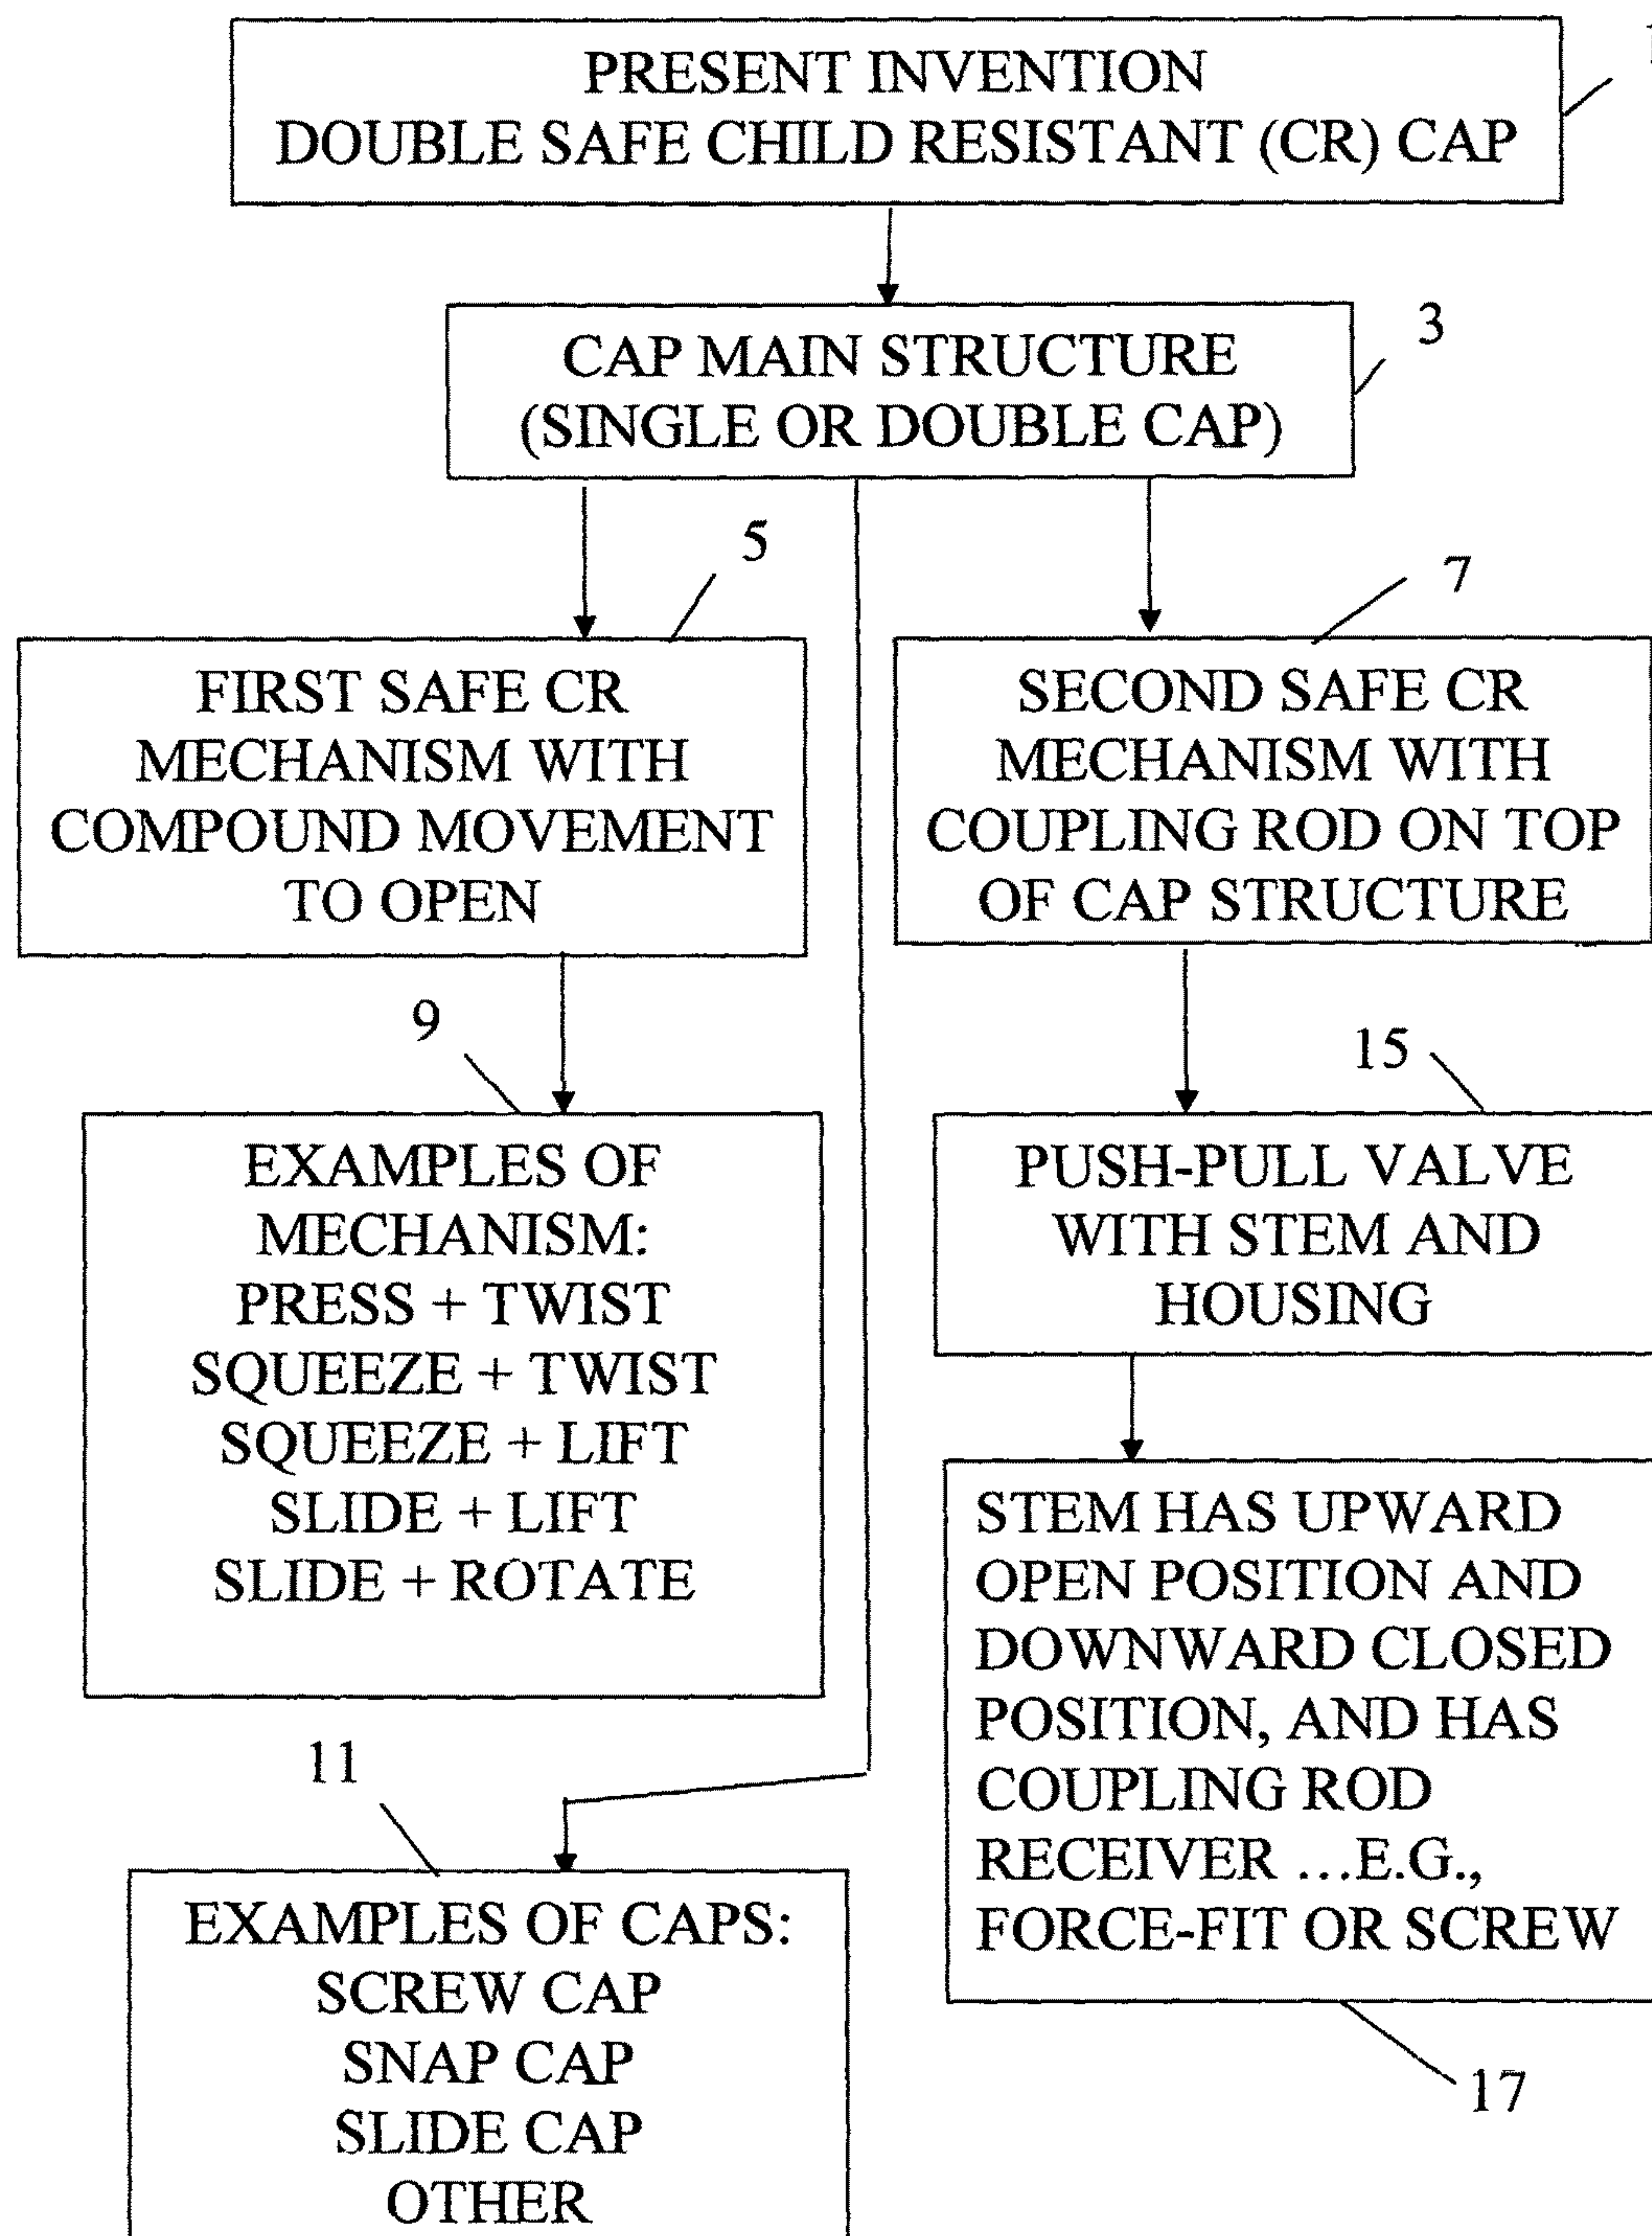 PRESENT INVENTION
DOUBLE SAFE CHILD RESISTANT (CR) CAP
CAP MAIN STRUCTURE
(SINGLE OR DOUBLE CAP)
3
5
FIRST SAFE CR
MECHANISM WITH
COMPOUND MOVEMENT
TO OPEN
7
SECOND SAFE CR
MECHANISM WITH
COUPLING ROD ON TOP
OF CAP STRUCTURE
9
EXAMPLES OF
MECHANISM:
PRESS + TWIST
SQUEEZE + TWIST
SQUEEZE + LIFT
SLIDE + LIFT
SLIDE + ROTATE
15
PUSH-PULL VALVE
WITH STEM AND
HOUSING
STEM HAS UPWARD
OPEN POSITION AND
DOWNWARD CLOSED
POSITION, AND HAS
COUPLING ROD
RECEIVER …E.G.,
FORCE-FIT OR SCREW
17
11
EXAMPLES OF CAPS:
SCREW CAP
SNAP CAP
SLIDE CAP
OTHER